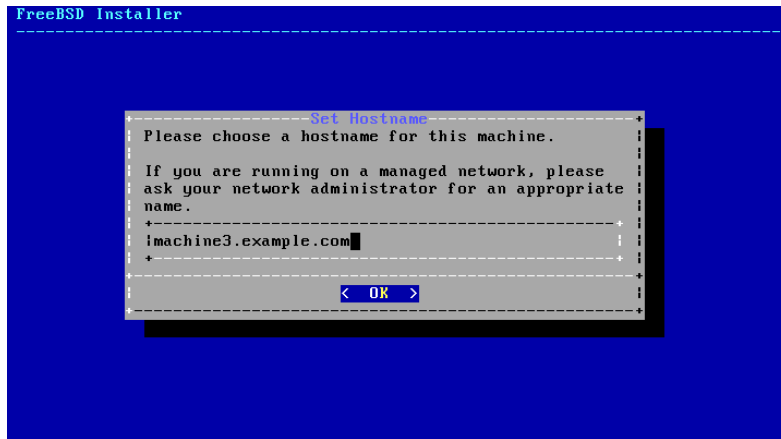 FreeBSD Installer
Set Hostname
Please choose a hostname for this machine.
If you are running on a managed network, please
ask your network administrator for an appropriate
name.
machine3.example.com
< OK >